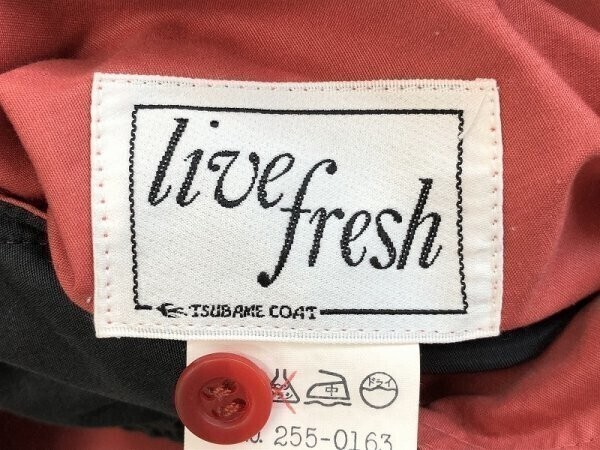 live
fresh
TSUBAME COAT
中 ドライ
255-0163